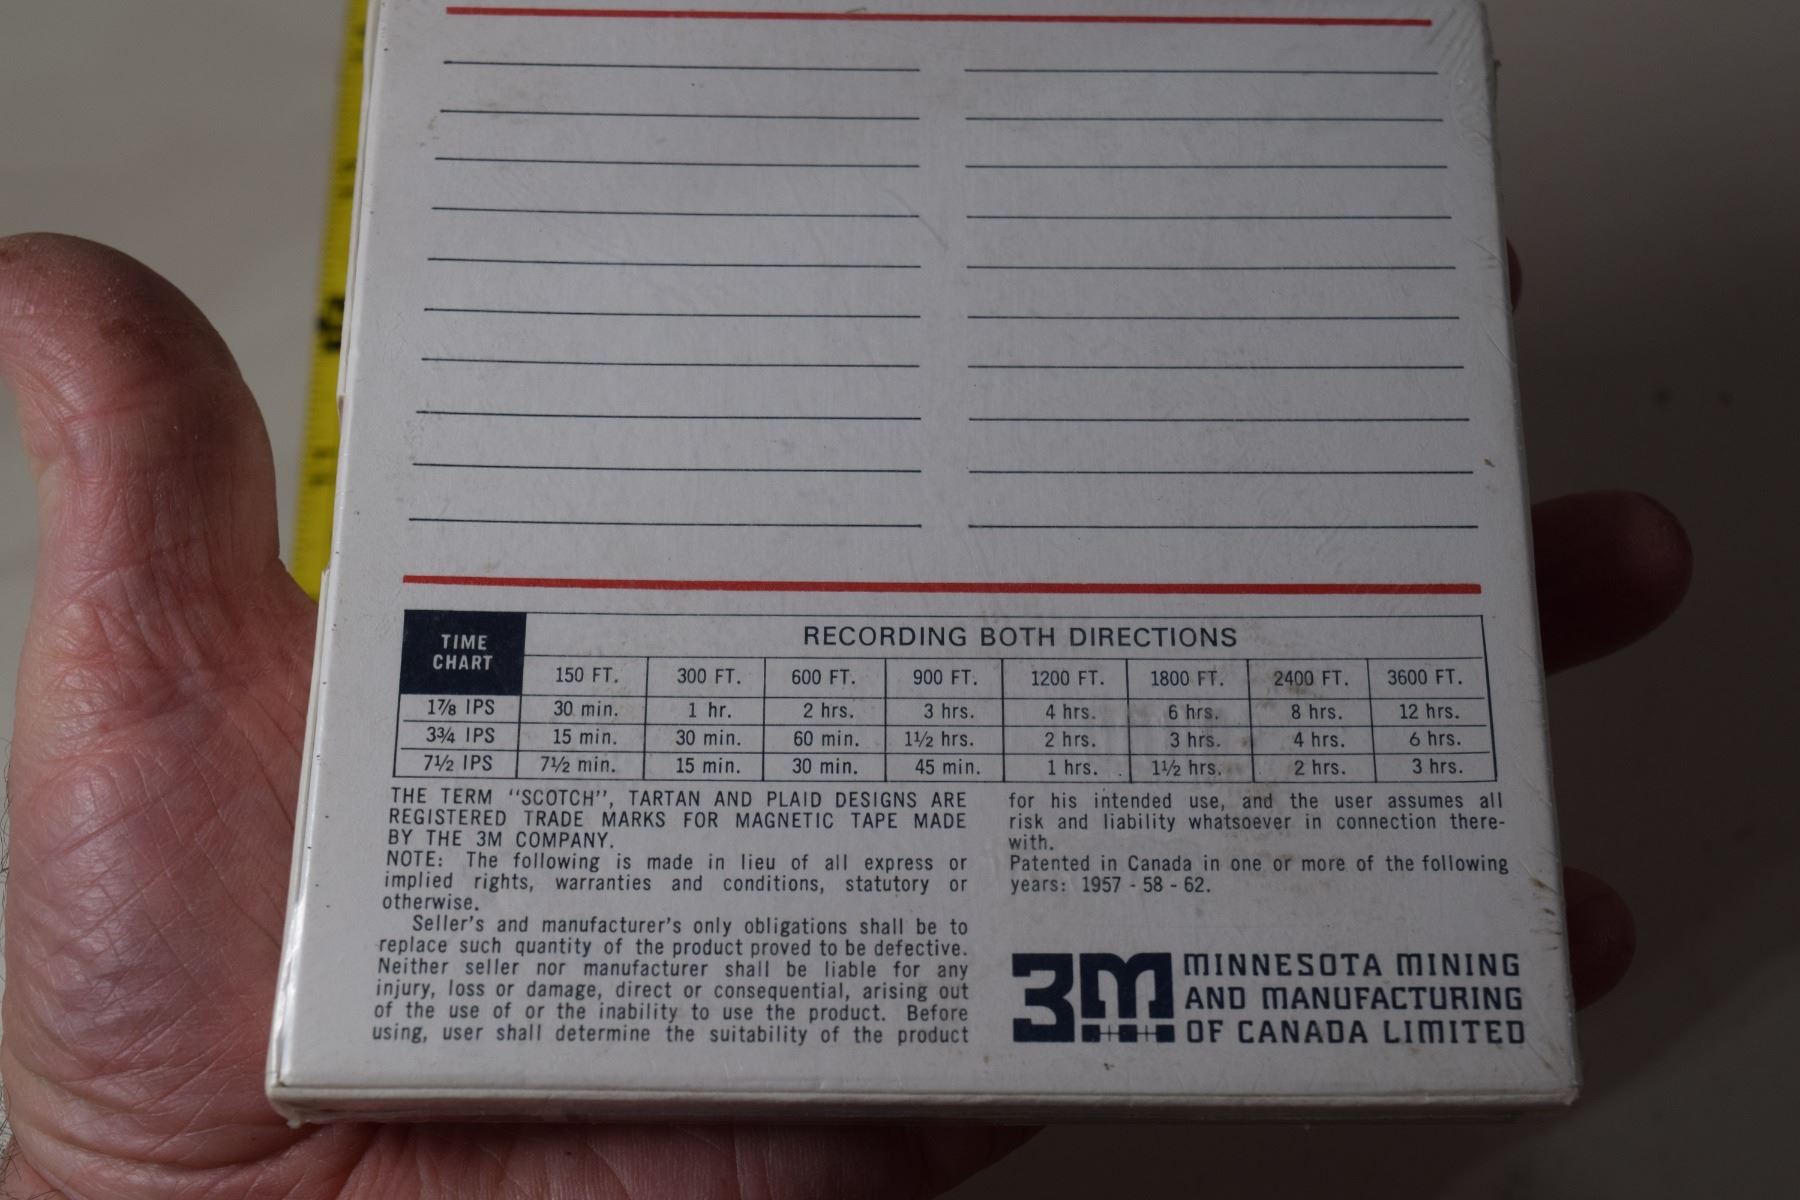 TIME
CHART
RECORDING BOTH DIRECTIONS
150 FT. 300 FT. 600 FT. 900 FT. 1200 FT. 1800 FT. 2400 FT. 3600 FT.
1⅞ IPS 30 min. 1 hr. 2 hrs. 3 hrs. 4 hrs. 6 hrs. 8 hrs. 12 hrs.
3¾ IPS 15 min. 30 min. 60 min. 1½ hrs. 2 hrs. 3 hrs. 4 hrs. 6 hrs.
7½ IPS 7½ min. 15 min. 30 min. 45 min. 1 hrs. 1½ hrs. 2 hrs. 3 hrs.
THE TERM "SCOTCH", TARTAN AND PLAID DESIGNS ARE
REGISTERED TRADE MARKS FOR MAGNETIC TAPE MADE
BY THE 3M COMPANY.
NOTE: The following is made in lieu of all express or
implied rights, warranties and conditions, statutory or
otherwise.
Seller's and manufacturer's only obligations shall be to
replace such quantity of the product proved to be defective.
Neither seller nor manufacturer shall be liable for any
injury, loss or damage, direct or consequential, arising out
of the use of or the inability to use the product. Before
using, user shall determine the suitability of the product
for his intended use, and the user assumes all
risk and liability whatsoever in connection there-
with.
Patented in Canada in one or more of the following
years: 1957 - 58 - 62.
3M MINNESOTA MINING
AND MANUFACTURING
OF CANADA LIMITED